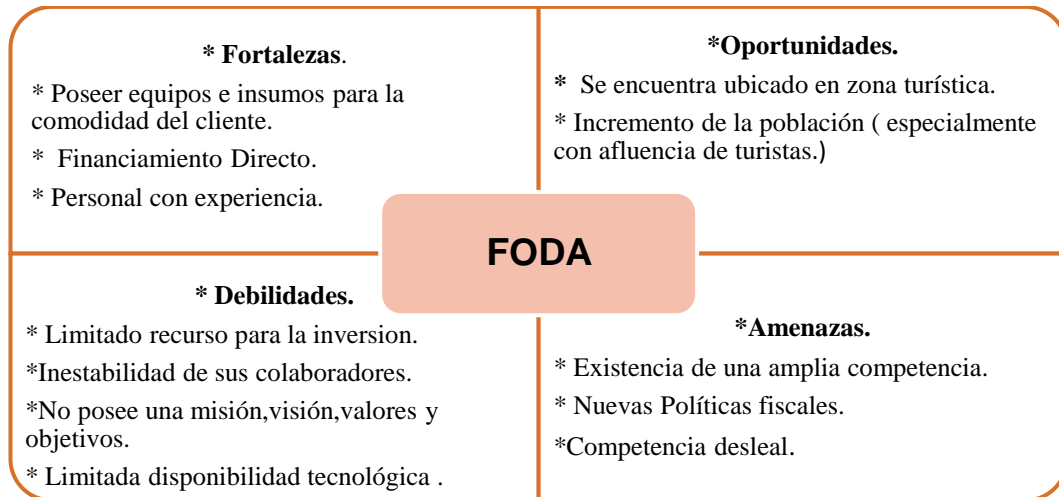 * Fortalezas.
* Poseer equipos e insumos para la
comodidad del cliente.
* Financiamiento Directo.
* Personal con experiencia.
*Oportunidades.
* Se encuentra ubicado en zona turística.
* Incremento de la población ( especialmente
con afluencia de turistas.)
FODA
* Debilidades.
* Limitado recurso para la inversion.
*Inestabilidad de sus colaboradores.
*No posee una misión,visión,valores y
objetivos.
* Limitada disponibilidad tecnológica .
*Amenazas.
* Existencia de una amplia competencia.
* Nuevas Políticas fiscales.
*Competencia desleal.